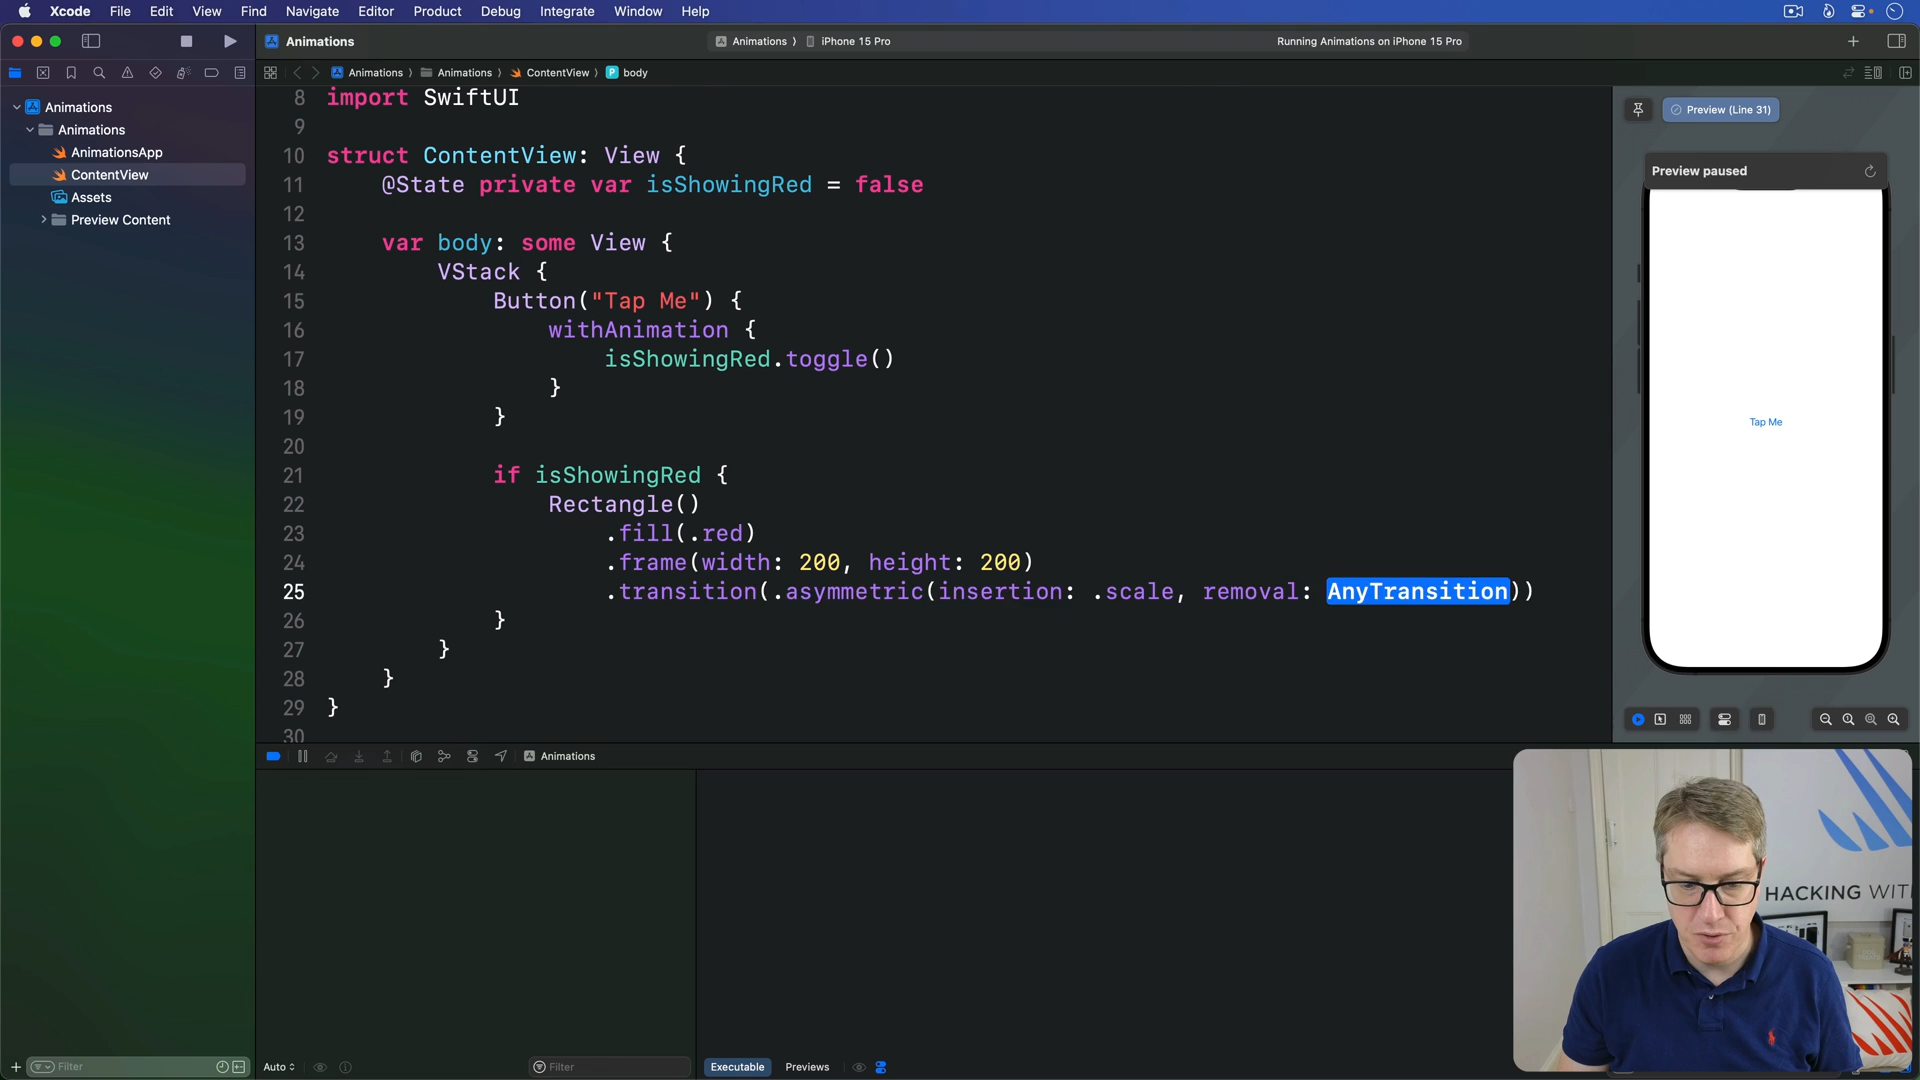 Xcode File Edit View Find Navigate Editor Product Debug Integrate Window Help
Animations
Animations
iPhone 15 Pro
Running Animations on iPhone 15 Pro
Animations
Animations
ContentView
body
Animations
Animations
AnimationsApp
ContentView
Assets
Preview Content
8 import SwiftUI
9
10 struct ContentView: View {
11 @State private var isShowingRed = false
12
13 var body: some View {
14 VStack {
15 Button("Tap Me") {
16 withAnimation {
17 isShowingRed.toggle()
18 }
19 }
20
21 if isShowingRed {
22 Rectangle()
23 .fill(.red)
24 .frame(width: 200, height: 200)
25 .transition(.asymmetric(insertion: .scale, removal: AnyTransition))
26 }
27 }
28 }
29 }
30
Preview (Line 31)
Preview paused
Tap Me
Animations
HACKING WIT
Filter
Auto
Filter
Executable
Previews